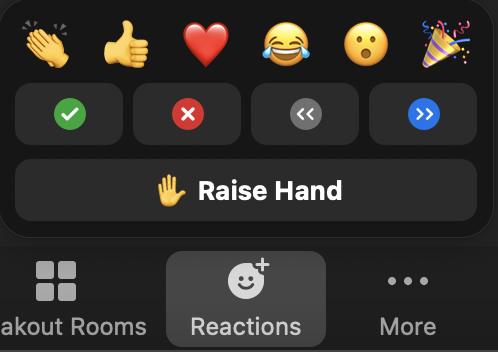 Raise Hand
akout Rooms
Reactions
More